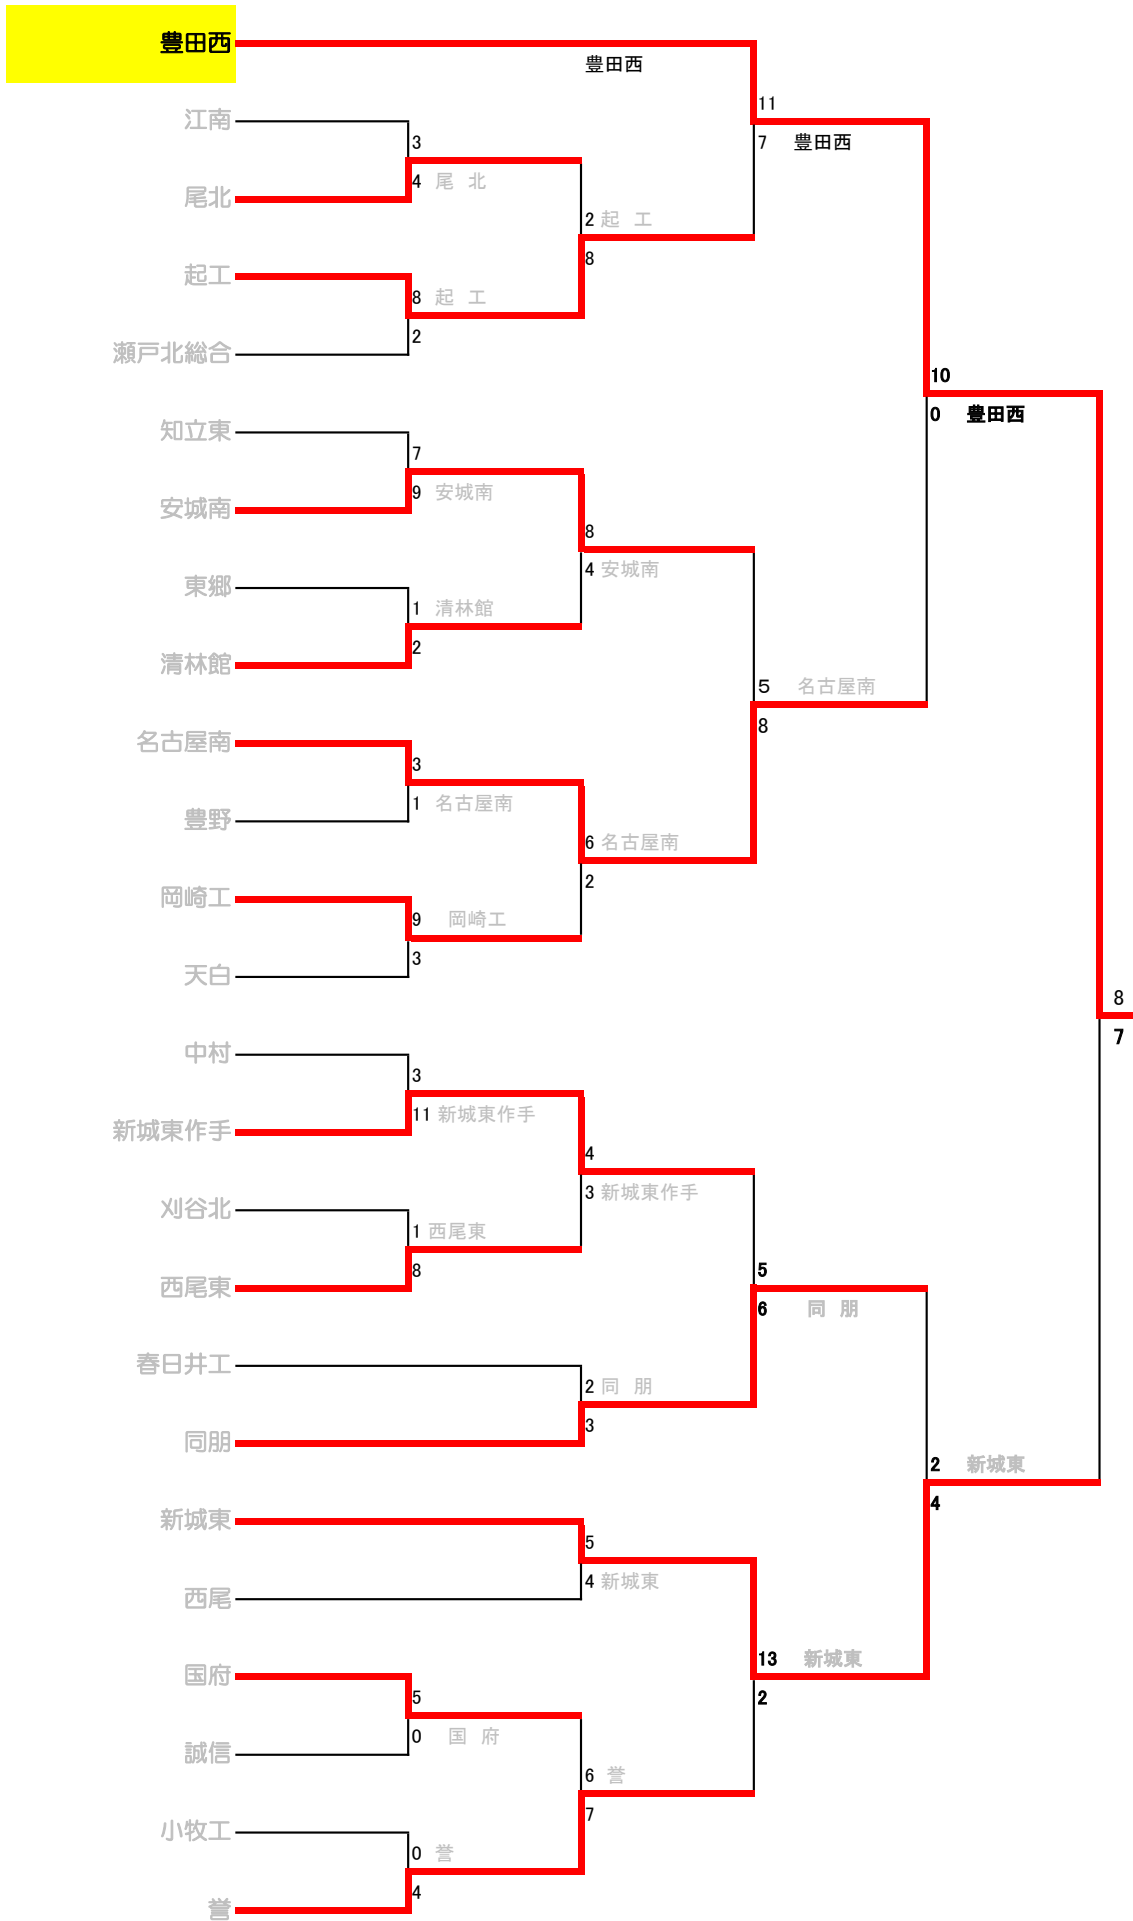 豊田西
豊田西
11
江南
3
7 豊田西
4 尾 北
尾北
2 起 工
8
起工
8 起 工
2
瀬戸北総合
10
0 豊田西
知立東
7
9 安城南
安城南
8
4 安城南
東郷
1 清林館
2
清林館
5 名古屋南
8
名古屋南
3
1 名古屋南
豊野
6 名古屋南
2
岡崎工
9 岡崎工
3
天白
8
7
中村
3
11 新城東作手
新城東作手
4
3 新城東作手
刈谷北
1 西尾東
8
西尾東
5
6 同 朋
春日井工
2 同 朋
3
同朋
2 新城東
4
新城東
5
4 新城東
西尾
13 新城東
2
国府
5
0 国 府
誠信
6 誉
7
小牧工
0 誉
4
誉